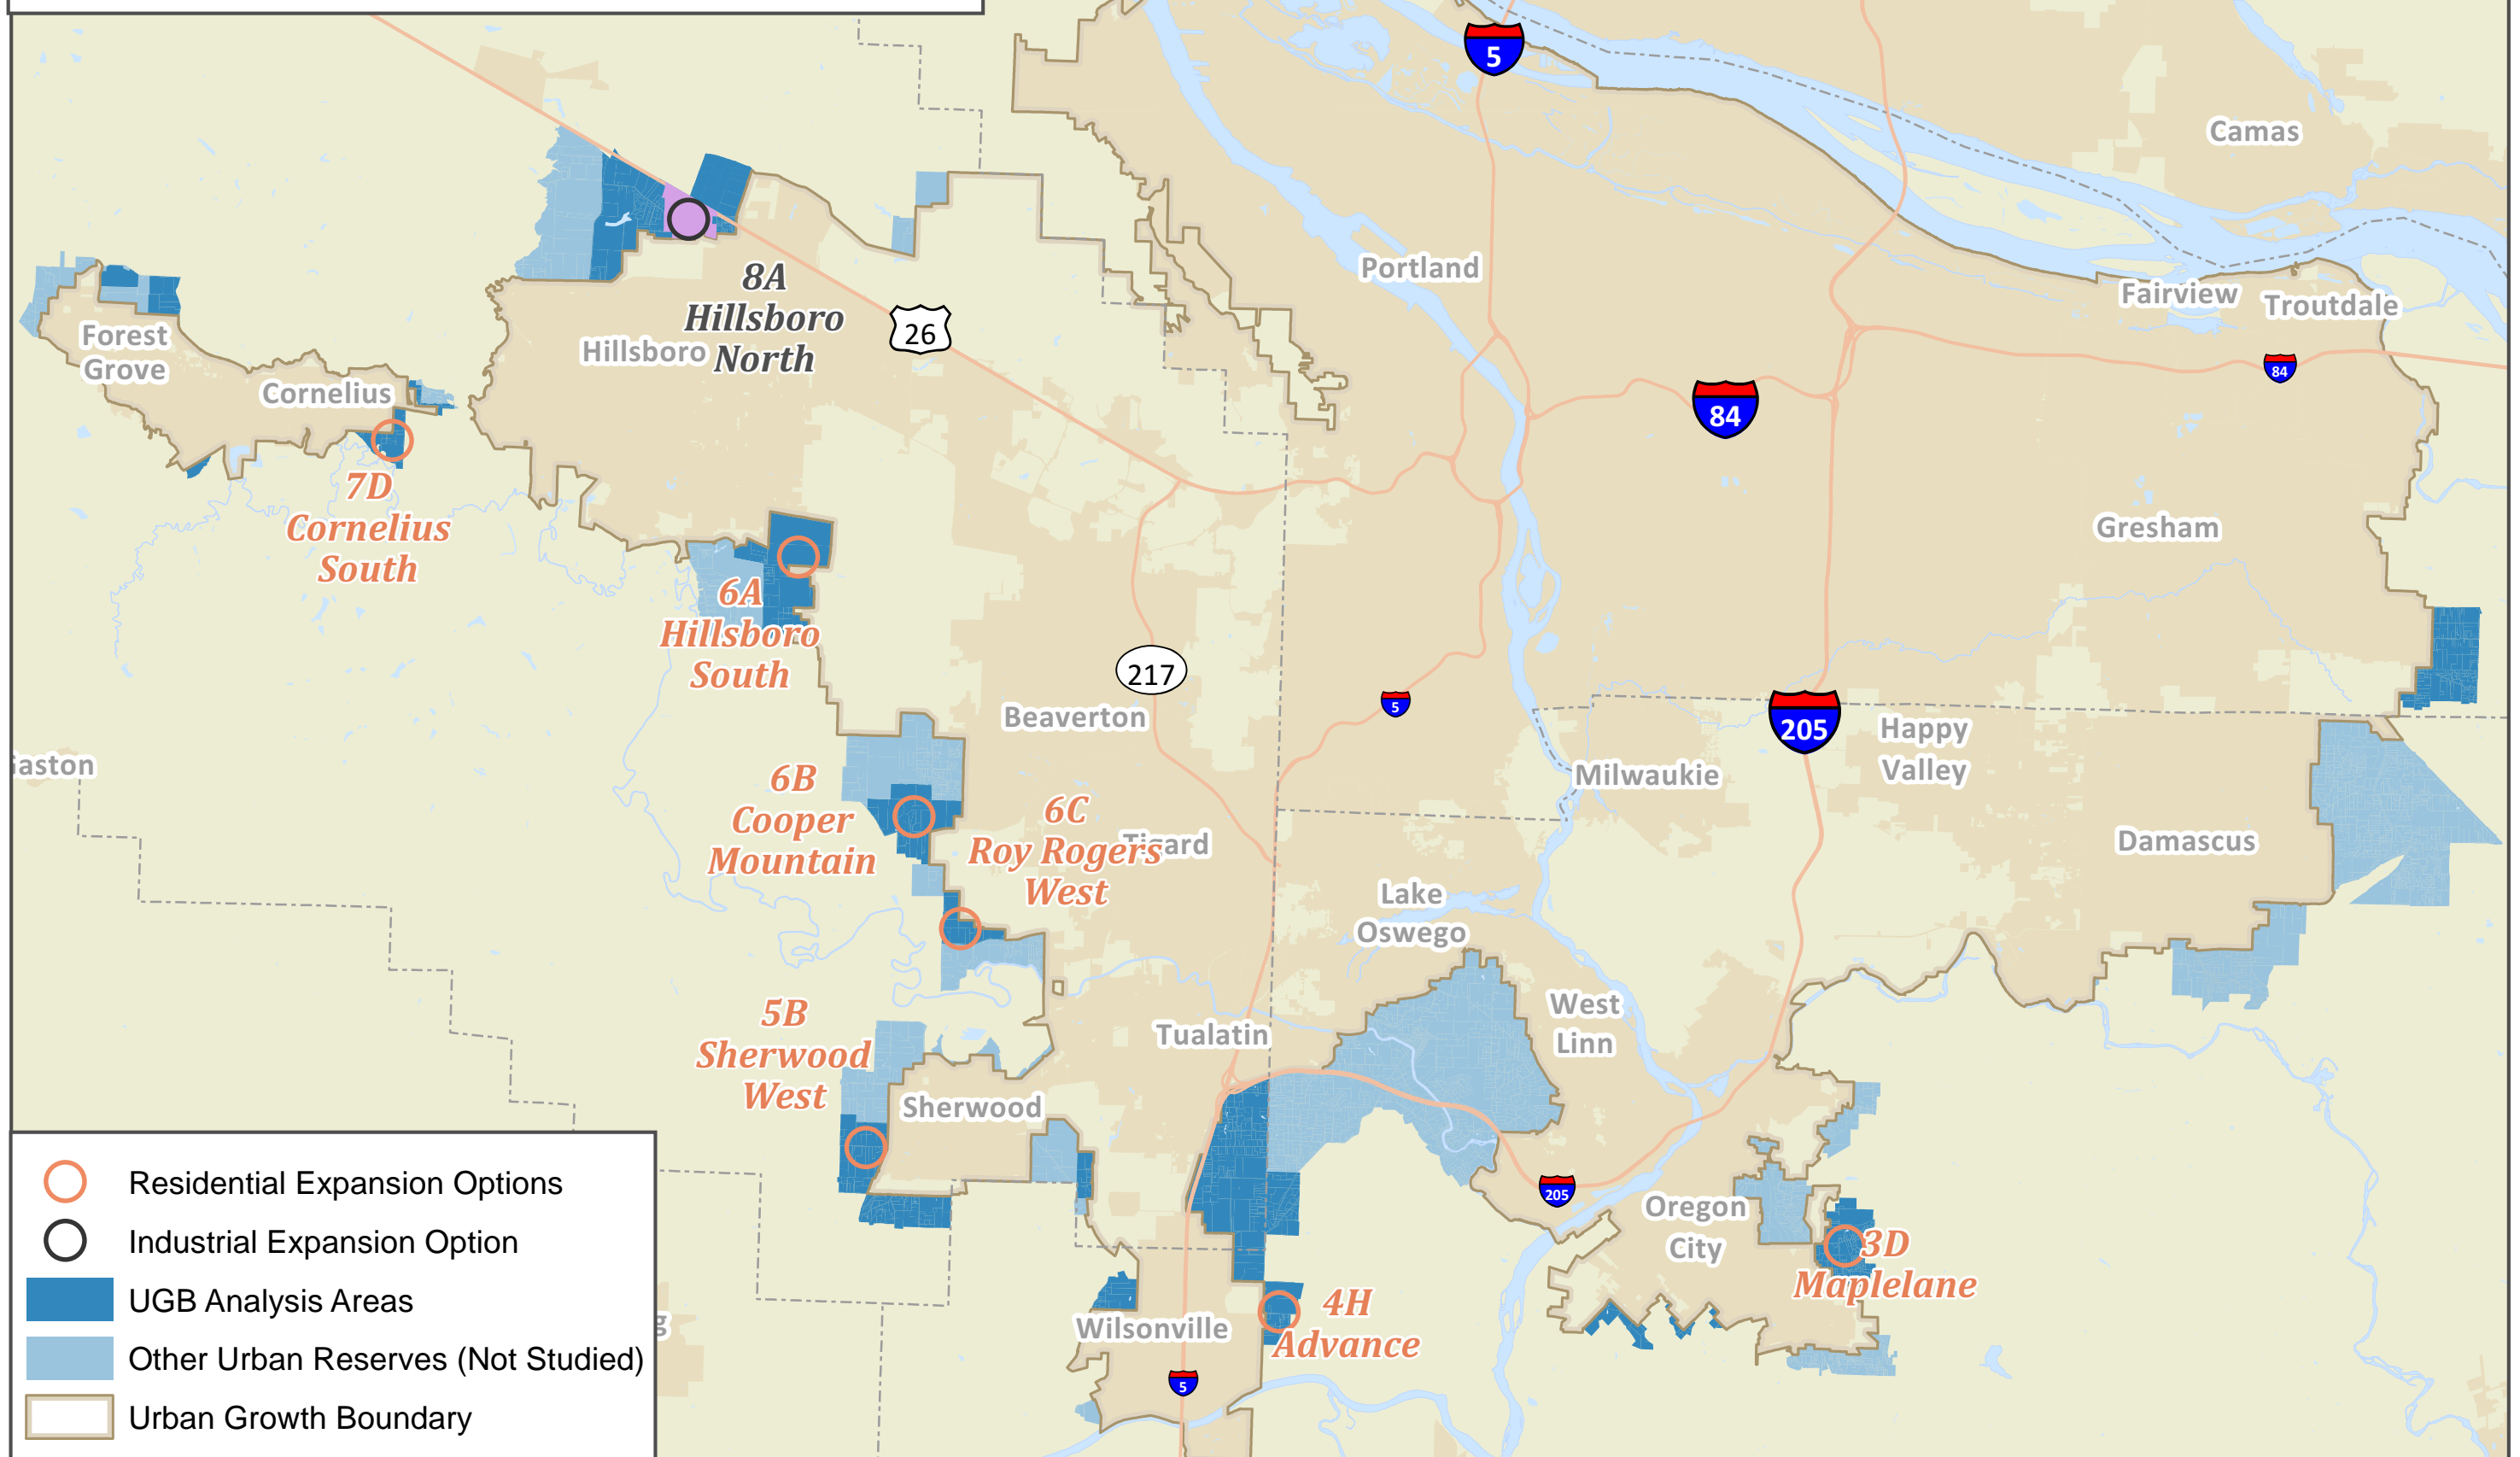 5
Camas
Portland
Fairview
Troutdale
8A
Hillsboro
North
Hillsboro
26
Forest
Grove
Cornelius
84
84
7D
Cornelius
South
Gresham
6A
Hillsboro
South
217
Beaverton
5
205
Happy
Valley
Milwaukie
aston
6B
Cooper
Mountain
6C
Roy Rogers
West
Tigard
Damascus
Lake
Oswego
West
Linn
5B
Sherwood
West
Tualatin
Sherwood
205
Oregon
City
3D
Maplelane
4H
Advance
Wilsonville
5
g
Residential Expansion Options
Industrial Expansion Option
UGB Analysis Areas
Other Urban Reserves (Not Studied)
Urban Growth Boundary